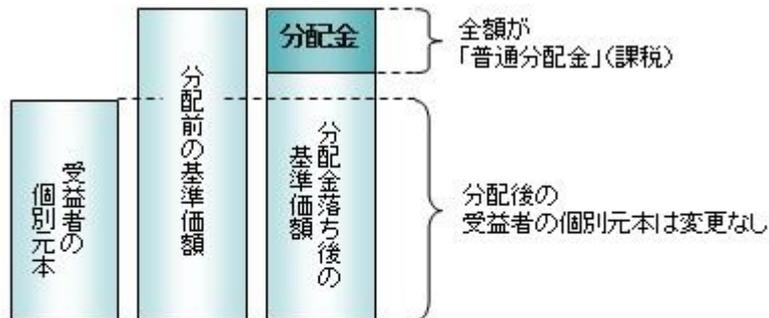 受益者の
個別元本
分配前の基準価額
分配金
分配金落ち後の
基準価額
全額が
「普通分配金」(課税)
分配後の
受益者の個別元本は変更なし